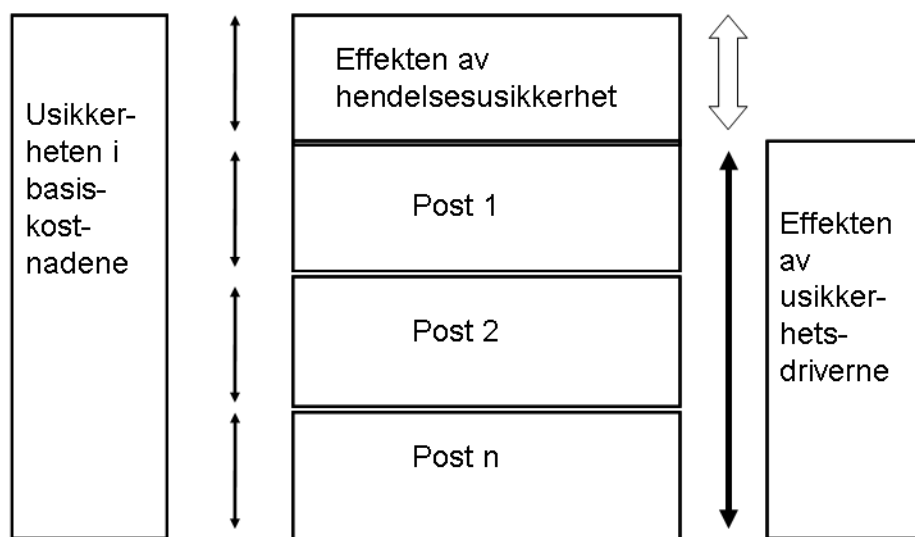 Usikker-
heten i
basis-
kost-
nadene
Effekten av
hendelsesusikkerhet
Post 1
Post 2
Post n
Effekten
av
usikker-
hets-
driverne